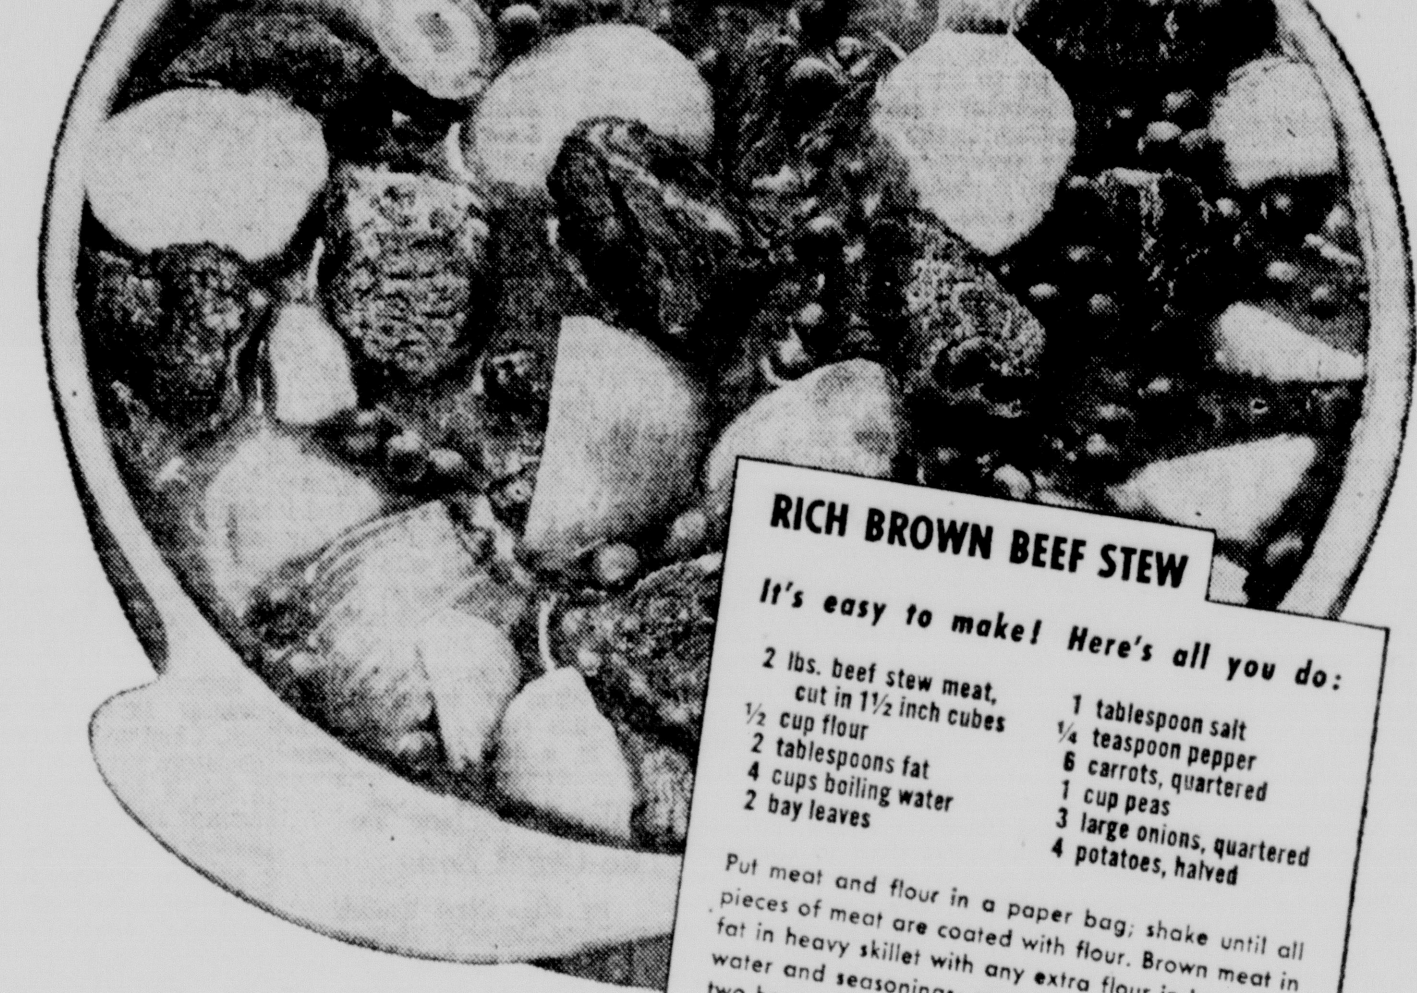 RICH BROWN BEEF STEW
It's easy to make! Here's all you do:
2 lbs. beef stew meat,
cut in 1½ inch cubes
½ cup flour
2 tablespoons fat
4 cups boiling water
2 bay leaves
1 tablespoon salt
¼ teaspoon pepper
6 carrots, quartered
1 cup peas
3 large onions, quartered
4 potatoes, halved
Put meat and flour in a paper bag; shake until all
pieces of meat are coated with flour. Brown meat in
fat in heavy skillet with any extra flour
water and
two